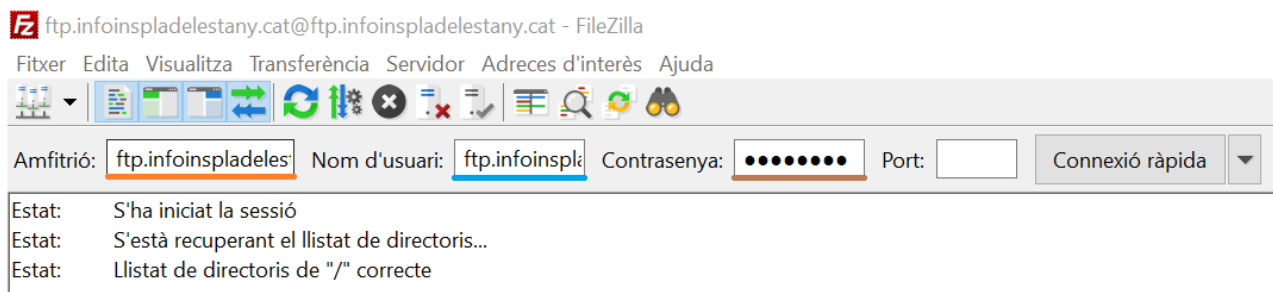 Fz ftp.infoinspladelestany.cat@ftp.infoinspladelestany.cat - FileZilla
Fitxer Edita Visualitza Transferència Servidor Adreces d'interès Ajuda
Amfitrió: ftp.infoinspladeles Nom d'usuari: ftp.infoinspl Contrasenya: ●●●●●●●● Port: Connexió ràpida
Estat: S'ha iniciat la sessió
Estat: S'està recuperant el llistat de directoris...
Estat: Llistat de directoris de "/" correcte